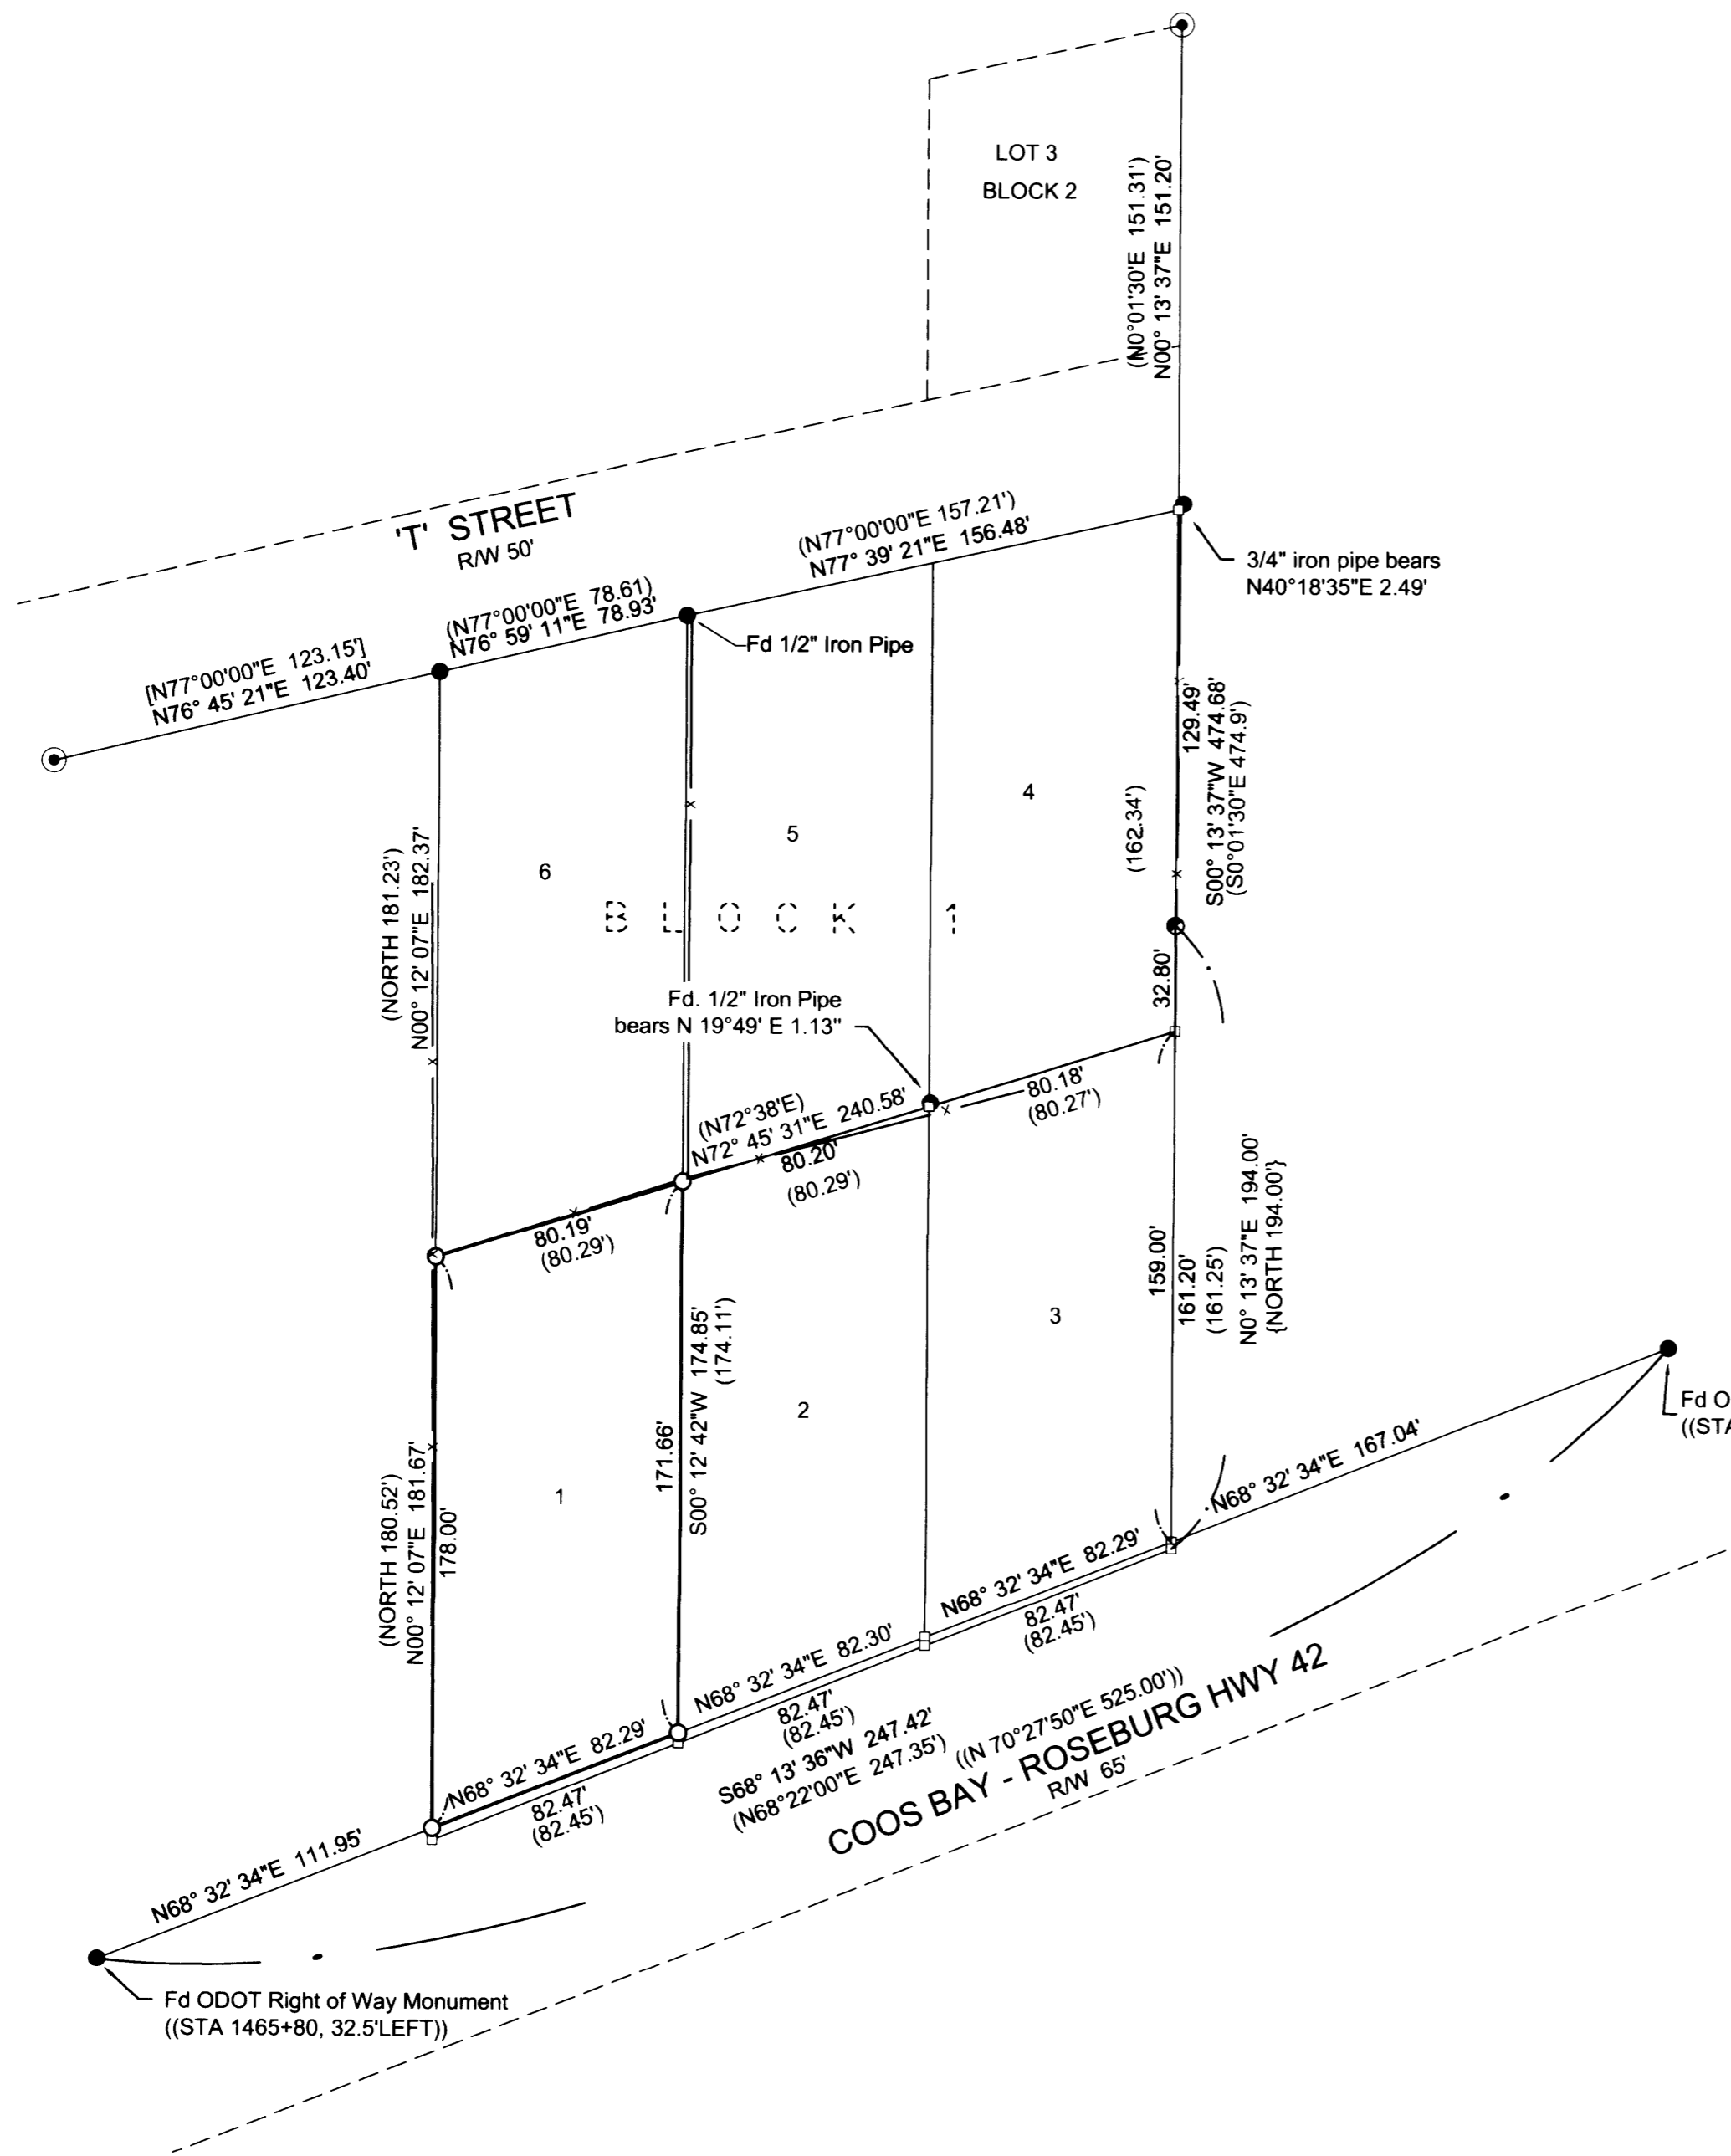 LOT 3
BLOCK 2
(N0°01'30'E 151.31')
N00° 13' 37"E 151.20'
'T' STREET
R/W 50'
(N77°00'00"E 157.21')
N77° 39' 21"E 156.48'
3/4" iron pipe bears
N40°18'35"E 2.49'
(N77°00'00"E 78.61)
N76° 59' 11"E 78.93'
Fd 1/2" Iron Pipe
[N77°00'00"E 123.15']
N76° 45' 21"E 123.40'
129.49'
S00° 13' 37"W 474.68'
(S0°01'30"E 474.9')
4
(162.34')
5
6
(NORTH 181.23')
N00° 12' 07"E 182.37'
BLOCK 1
32.80'
Fd. 1/2" Iron Pipe
bears N 19°49' E 1.13"
80.18'
(80.27')
(N72°38'E)
N72° 45' 31"E 240.58'
80.20'
(80.29')
80.19'
(80.29')
159.00'
161.20'
(161.25')
N0° 13' 37"E 194.00'
{NORTH 194.00'}
3
171.66'
S00° 12' 42"W 174.85'
(174.11')
2
1
(NORTH 180.52')
N00° 12' 07"E 181.67'
178.00'
Fd O
((STA
N68° 32' 34"E 167.04'
N68° 32' 34"E 82.29'
82.47'
(82.45')
N68° 32' 34"E 82.30'
82.47'
(82.45')
N68° 32' 34"E 82.29'
82.47'
(82.45')
S68° 13' 36"W 247.42'
(N68°22'00"E 247.35')
((N 70°27'50"E 525.00'))
COOS BAY - ROSEBURG HWY 42
R/W 65'
N68° 32' 34"E 111.95'
Fd ODOT Right of Way Monument
((STA 1465+80, 32.5'LEFT))